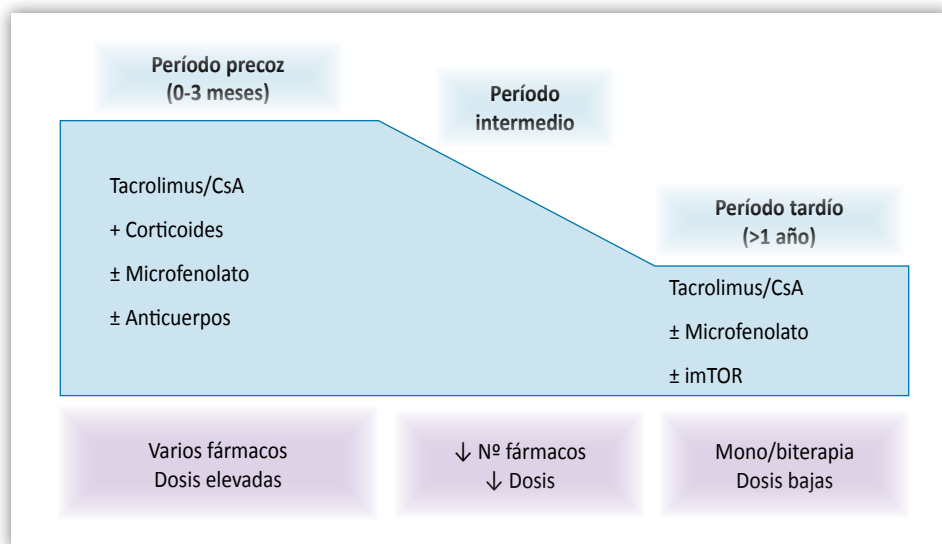 Período precoz
(0-3 meses)
Período
intermedio
Período tardío
(>1 año)
Tacrolimus/CsA
+ Corticoides
± Microfenolato
± Anticuerpos
Tacrolimus/CsA
± Microfenolato
± imTOR
Varios fármacos
Dosis elevadas
↓ Nº fármacos
↓ Dosis
Mono/biterapia
Dosis bajas